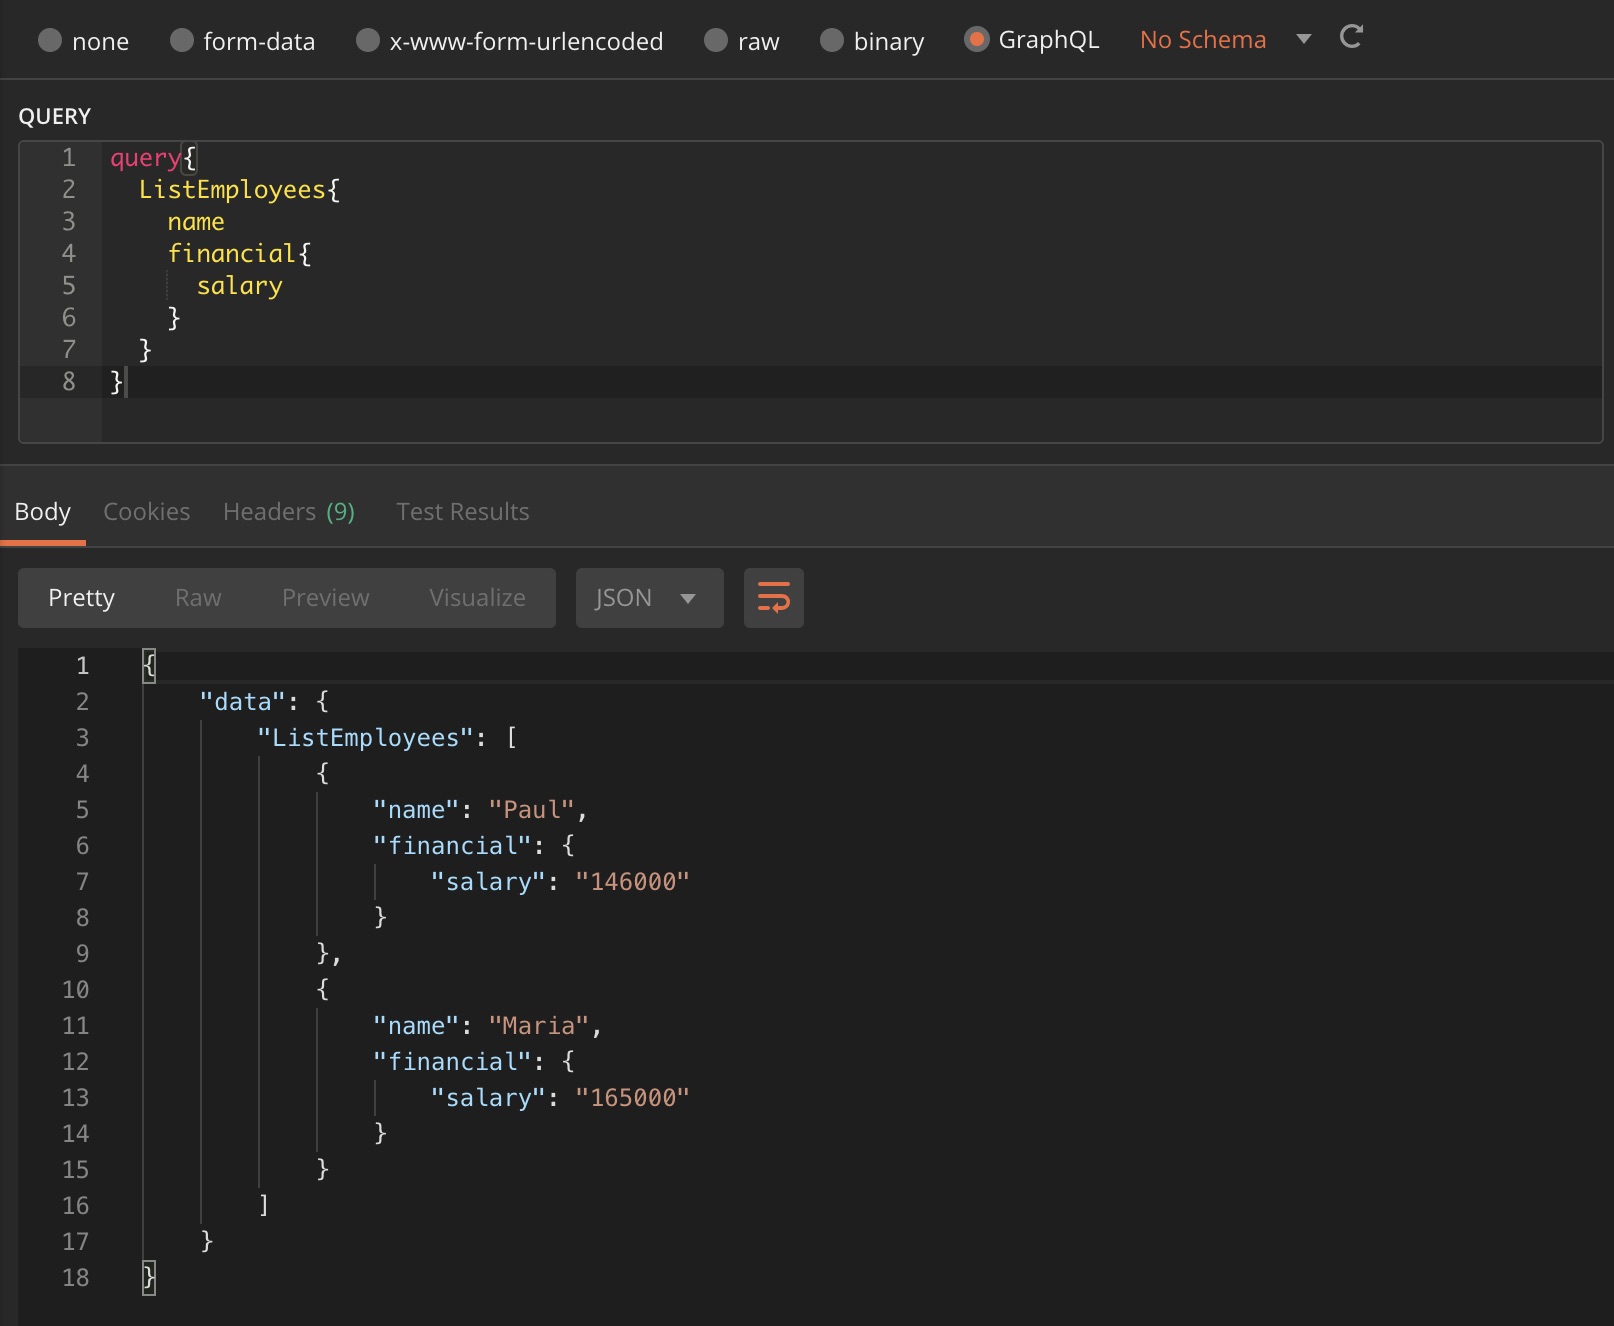 none form-data x-www-form-urlencoded raw binary GraphQL No Schema
QUERY
1 query{
2   ListEmployees{
3     name
4     financial{
5       salary
6     }
7   }
8 }
Body Cookies Headers (9) Test Results
Pretty Raw Preview Visualize JSON
1 {
2     "data": {
3         "ListEmployees": [
4             {
5                 "name": "Paul",
6                 "financial": {
7                     "salary": "146000"
8                 }
9             },
10             {
11                 "name": "Maria",
12                 "financial": {
13                     "salary": "165000"
14                 }
15             }
16         ]
17     }
18 }